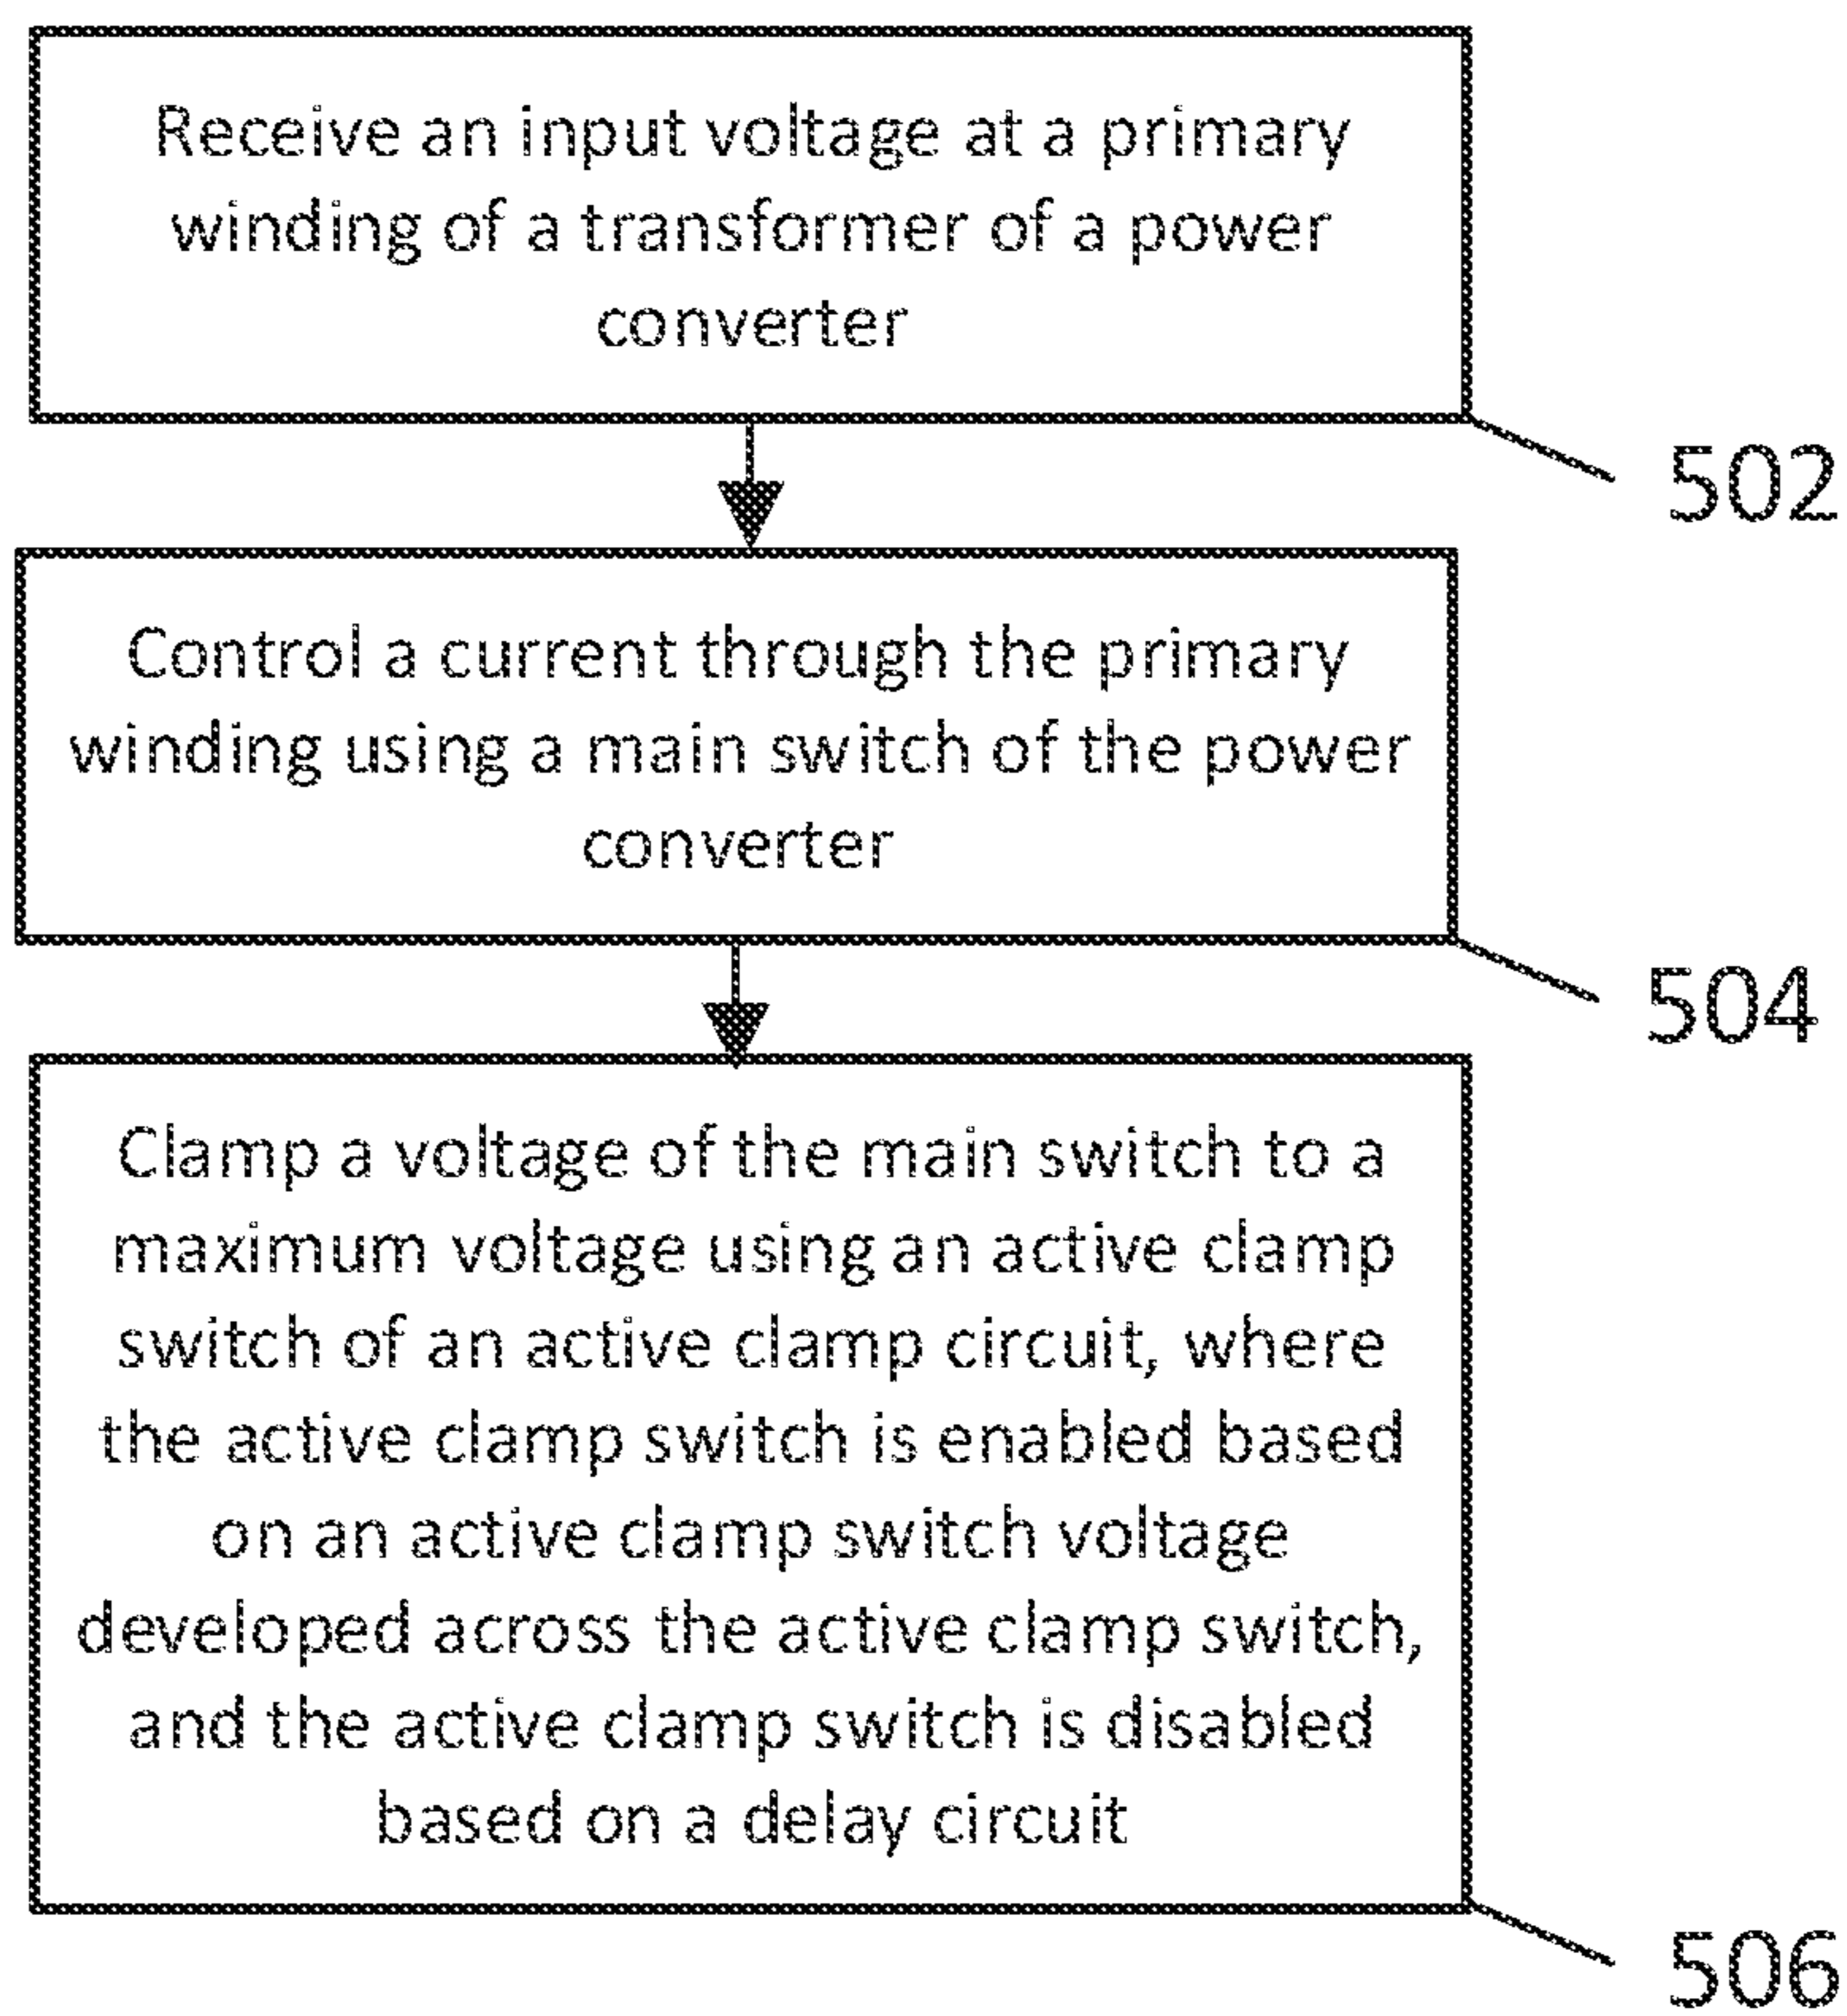 Receive an input voltage at a primary
winding of a transformer of a power
converter
502
Control a current through the primary
winding using a main switch of the power
converter
504
Clamp a voltage of the main switch to a
maximum voltage using an active clamp
switch of an active clamp circuit, where
the active clamp switch is enabled based
on an active clamp switch voltage
developed across the active clamp switch,
and the active clamp switch is disabled
based on a delay circuit
506